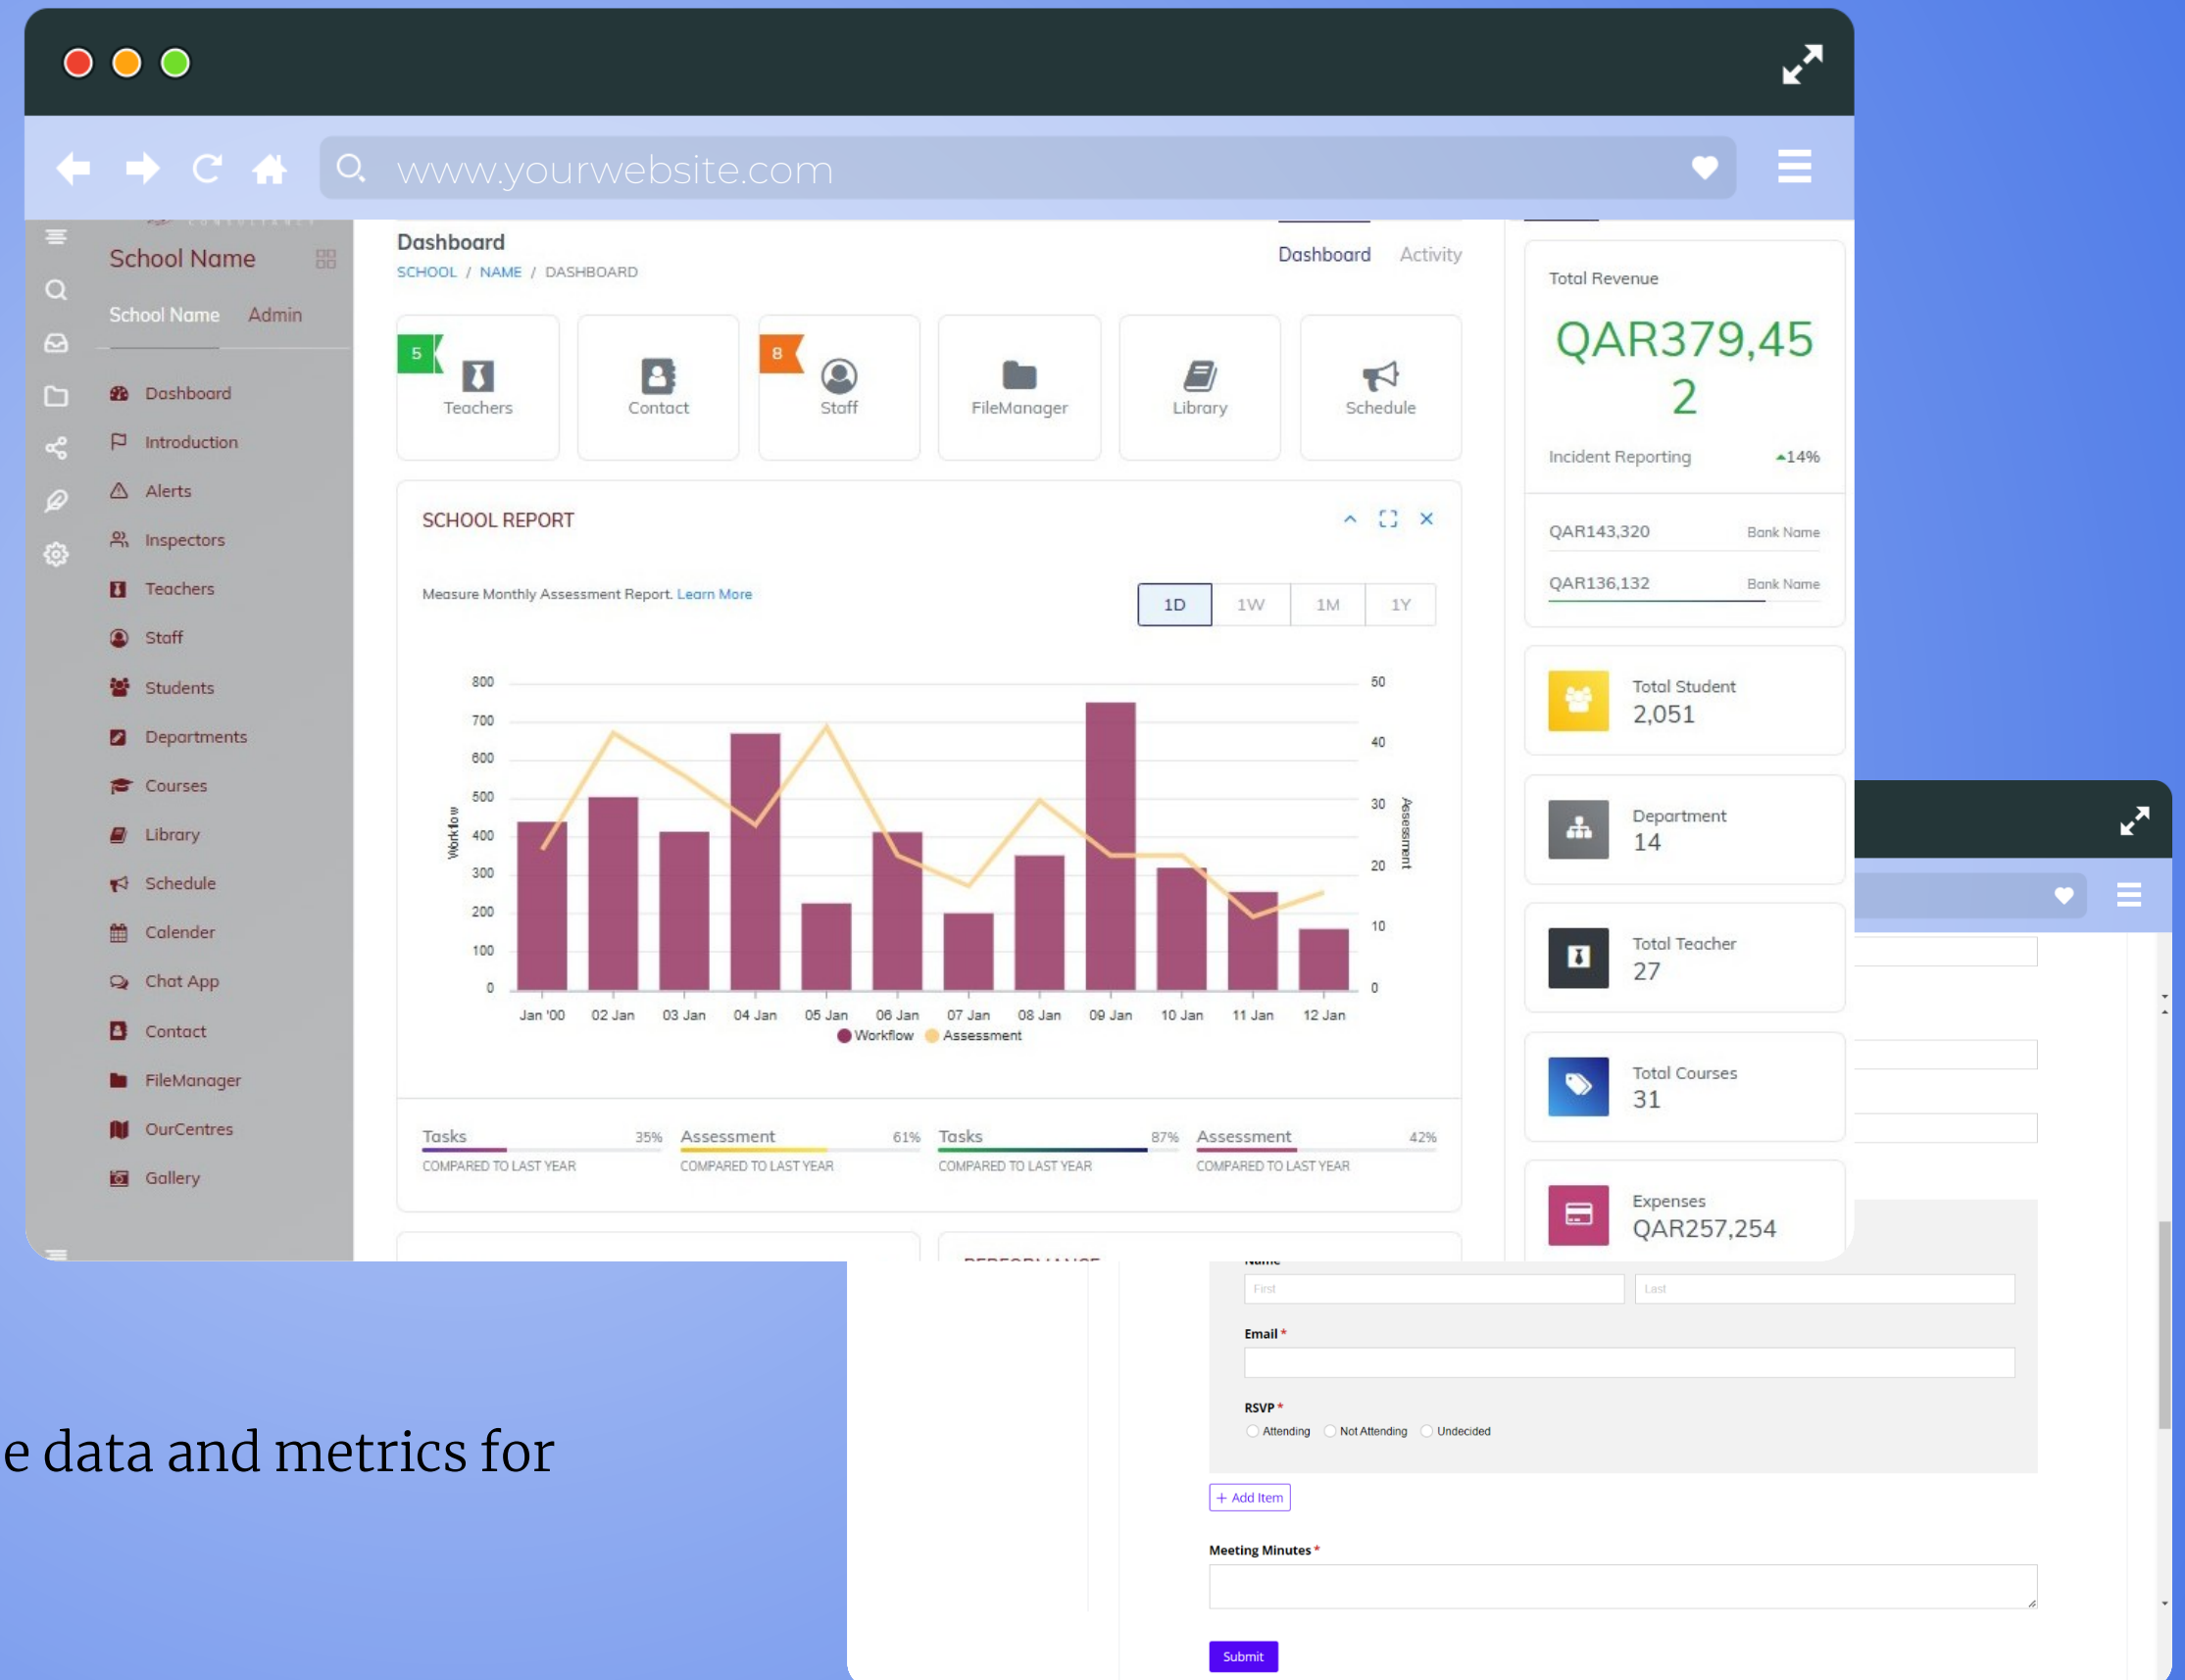 www.yourwebsite.com
CONSULTANCY
School Name
School Name Admin
Dashboard
Introduction
Alerts
Inspectors
Teachers
Staff
Students
Departments
Courses
Library
Schedule
Calender
Chat App
Contact
FileManager
OurCentres
Gallery
Dashboard
SCHOOL / NAME / DASHBOARD
Dashboard Activity
5
Teachers
Contact
8
Staff
FileManager
Library
Schedule
SCHOOL REPORT
Measure Monthly Assessment Report. Learn More
1D 1W 1M 1Y
800
700
600
500
400
300
200
100
0
Workflow
50
40
30
20
10
0
Assessment
Jan '00 02 Jan 03 Jan 04 Jan 05 Jan 06 Jan 07 Jan 08 Jan 09 Jan 10 Jan 11 Jan 12 Jan
Workflow Assessment
Tasks 35%
COMPARED TO LAST YEAR
Assessment 61%
COMPARED TO LAST YEAR
Tasks 87%
COMPARED TO LAST YEAR
Assessment 42%
COMPARED TO LAST YEAR
PERFORMANCE
Total Revenue
QAR379,45
2
Incident Reporting 14%
QAR143,320 Bank Name
QAR136,132 Bank Name
Total Student
2,051
Department
14
Total Teacher
27
Total Courses
31
Expenses
QAR257,254
Name
First Last
Email *
RSVP *
Attending Not Attending Undecided
+ Add Item
Meeting Minutes *
Submit
e data and metrics for